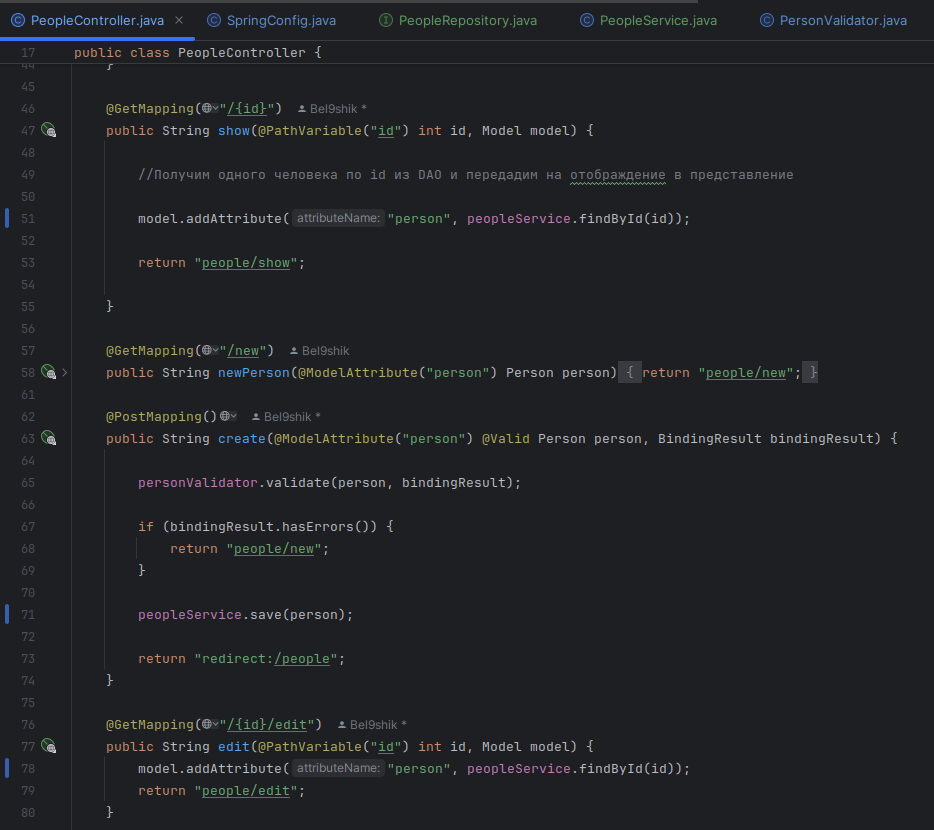 PeopleController.java SpringConfig.java PeopleRepository.java PeopleService.java PersonValidator.java
17 public class PeopleController {
44 }
45
46 @GetMapping("/{id}") Bel9shik *
47 public String show(@PathVariable("id") int id, Model model) {
48
49 //Получим одного человека по id из DAO и передадим на отображение в представление
50
51 model.addAttribute( attributeName: "person", peopleService.findById(id));
52
53 return "people/show";
54
55 }
56
57 @GetMapping("/new") Bel9shik
58 public String newPerson(@ModelAttribute("person") Person person) { return "people/new"; }
61
62 @PostMapping() Bel9shik *
63 public String create(@ModelAttribute("person") @Valid Person person, BindingResult bindingResult) {
64
65 personValidator.validate(person, bindingResult);
66
67 if (bindingResult.hasErrors()) {
68 return "people/new";
69 }
70
71 peopleService.save(person);
72
73 return "redirect:/people";
74 }
75
76 @GetMapping("/{id}/edit") Bel9shik *
77 public String edit(@PathVariable("id") int id, Model model) {
78 model.addAttribute( attributeName: "person", peopleService.findById(id));
79 return "people/edit";
80 }